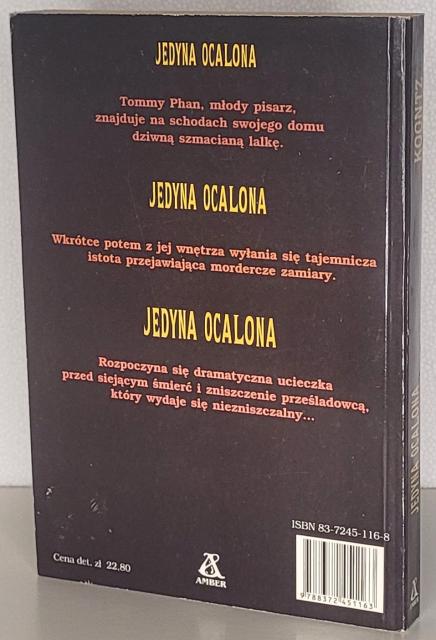 JEDYNA OCALONA
Tommy Phan, młody pisarz,
znajduje na schodach swojego domu
dziwną szmacianą lalkę.
JEDYNA OCALONA
Wkrótce potem z jej wnętrza wyłania się tajemnicza
istota przejawiająca mordercze zamiary.
JEDYNA OCALONA
Rozpoczyna się dramatyczna ucieczka
przed siejącym śmierć i zniszczenie prześladowcą,
który wydaje się niezniszczalny...
Cena det. zł 22,80
AMBER
ISBN 83-7245-116-8
9788372451163
KOONTZ
JEDYNA OCALONA